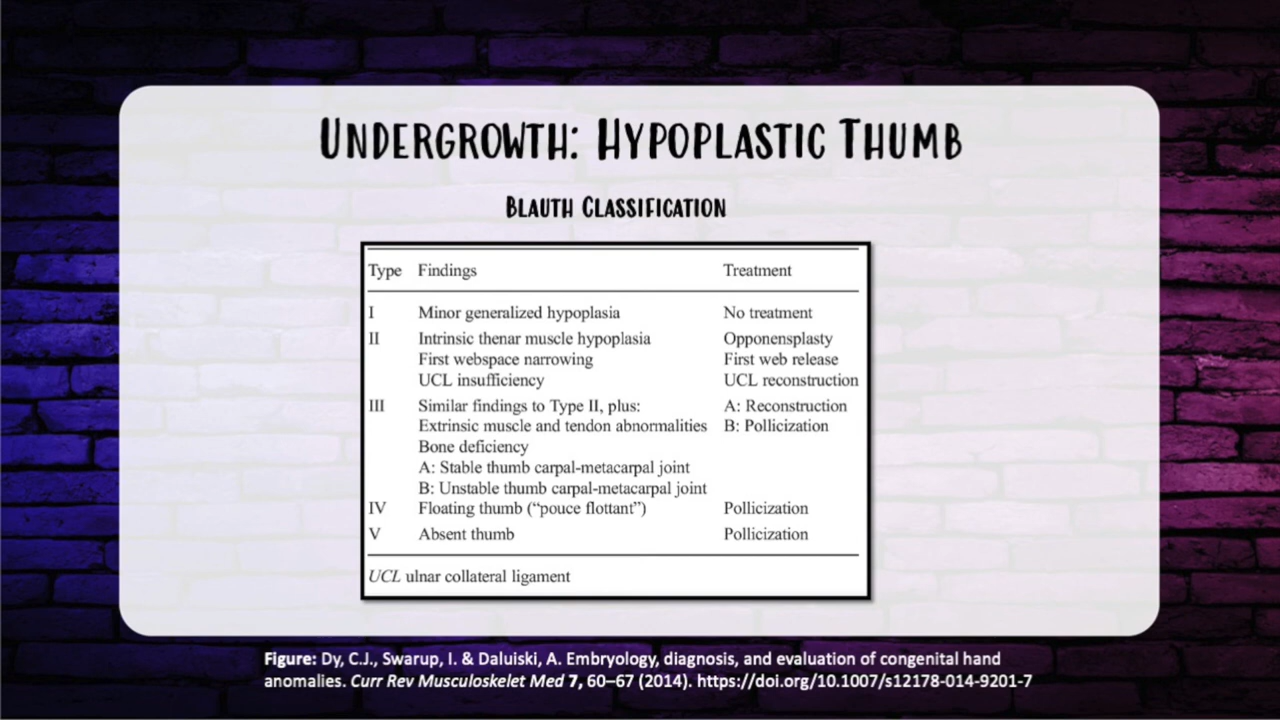 Undergrowth: Hypoplastic Thumb
Blauth Classification
Type Findings Treatment
I Minor generalized hypoplasia No treatment
II Intrinsic thenar muscle hypoplasia Opponensplasty
First webspace narrowing First web release
UCL insufficiency UCL reconstruction
III Similar findings to Type II, plus: A: Reconstruction
Extrinsic muscle and tendon abnormalities B: Pollicization
Bone deficiency
A: Stable thumb carpal-metacarpal joint
B: Unstable thumb carpal-metacarpal joint
IV Floating thumb (“pouce flottant”) Pollicization
V Absent thumb Pollicization
UCL ulnar collateral ligament
Figure: Dy, C.J., Swarup, I. & Daluiski, A. Embryology, diagnosis, and evaluation of congenital hand
anomalies. Curr Rev Musculoskelet Med 7, 60–67 (2014). https://doi.org/10.1007/s12178-014-9201-7